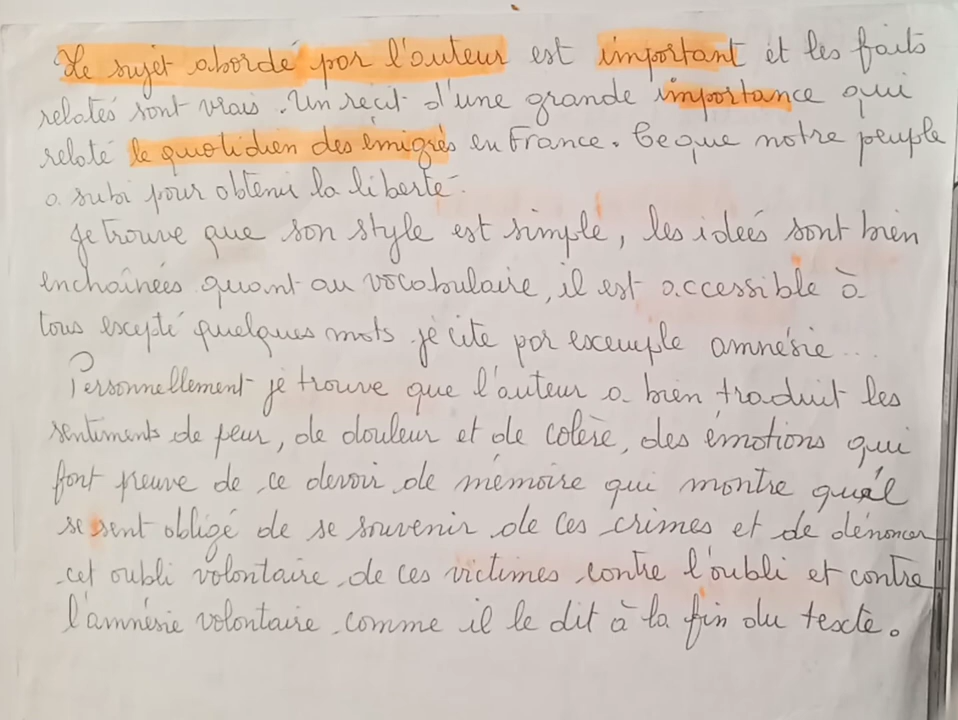 Le sujet abordé par l'auteur est important et les faits
relatés sont vrais. Un récit d'une grande importance qui
relate le quotidien des émigrés en France. Ce que notre peuple
a subi pour obtenir la liberté.
Je trouve que son style est simple, les idées sont bien
enchaînées quant au vocabulaire, il est accessible à
tous excepté quelques mots je cite par exemple amnésie...
Personnellement je trouve que l'auteur a bien traduit les
sentiments de peur, de douleur et de colère, des émotions qui
font preuve de ce devoir de mémoire qui montre qu'il
se sent obligé de se souvenir de ces crimes et de dénoncer
cet oubli volontaire de ces victimes contre l'oubli et contre
l'amnésie volontaire comme il le dit à la fin du texte.